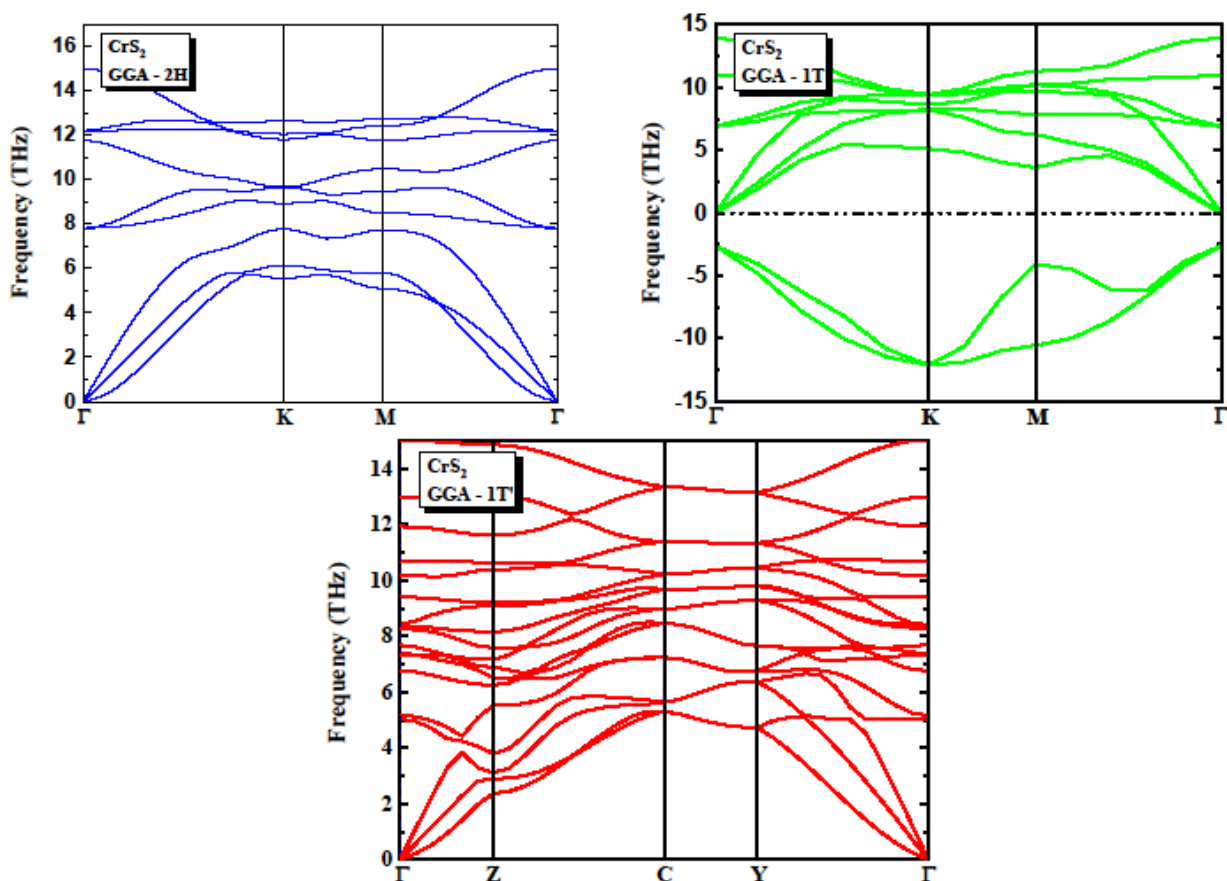 CrS₂
GGA - 2H
Frequency (THz)
16
14
12
10
8
6
4
2
0
Γ
K
M
Γ
CrS₂
GGA - 1T
Frequency (THz)
15
10
5
0
-5
-10
-15
Γ
K
M
Γ
CrS₂
GGA - 1T'
Frequency (THz)
14
12
10
8
6
4
2
0
Γ
Z
C
Y
Γ